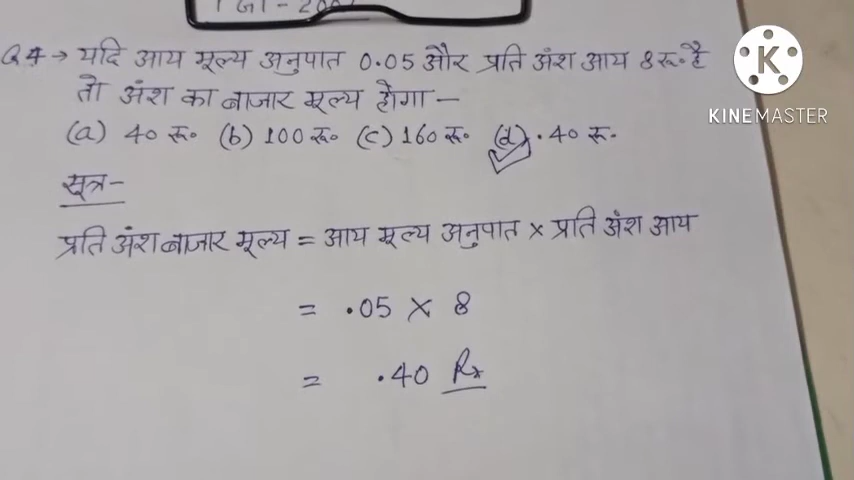 Q4 → यदि आय मूल्य अनुपात 0.05 और प्रति अंश आय 8 रू. है
तो अंश का बाजार मूल्य होगा –
(a) 40 रू. (b) 100 रू. (c) 160 रू. (d) .40 रू.
सूत्र –
प्रति अंश बाजार मूल्य = आय मूल्य अनुपात × प्रति अंश आय
= .05 × 8
= .40 Rs
K
KINEMASTER